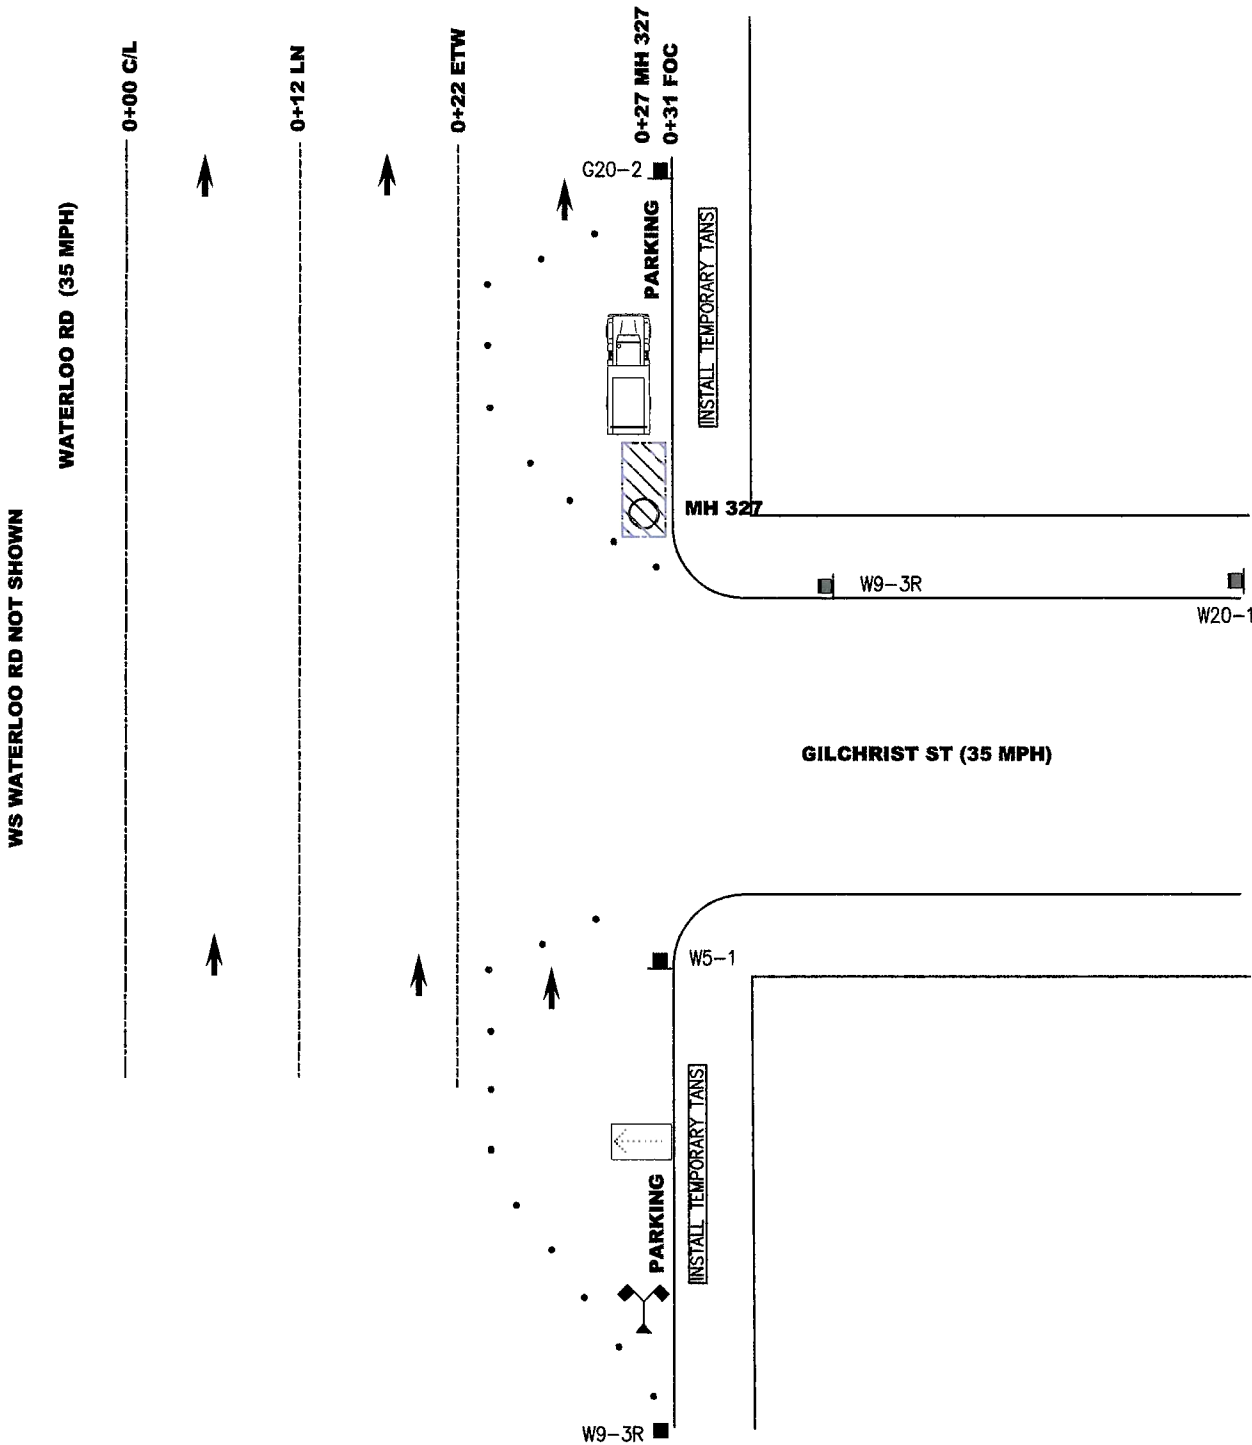 0+00 C/L
0+12 LN
0+22 ETW
0+27 MH 327
0+31 FOC
G20-2
WATERLOO RD (35 MPH)
PARKING
INSTALL TEMPORARY TANS
MH 327
WS WATERLOO RD NOT SHOWN
W9-3R
W20-1
GILCHRIST ST (35 MPH)
W5-1
INSTALL TEMPORARY TANS
PARKING
W9-3R